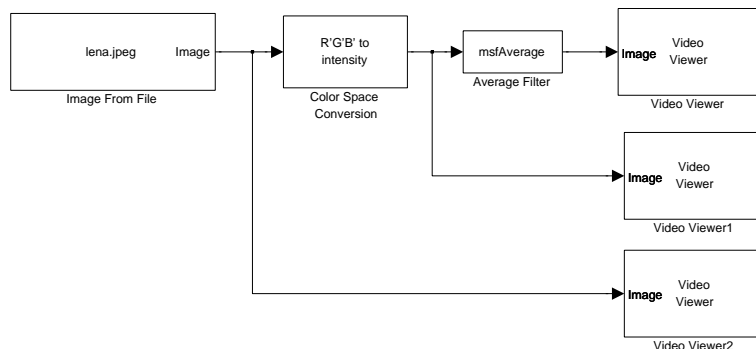 lena.jpeg
Image
Image From File
R'G'B' to
intensity
Color Space
Conversion
msfAverage
Average Filter
Image
Video
Viewer
Video Viewer
Image
Video
Viewer
Video Viewer1
Image
Video
Viewer
Video Viewer2